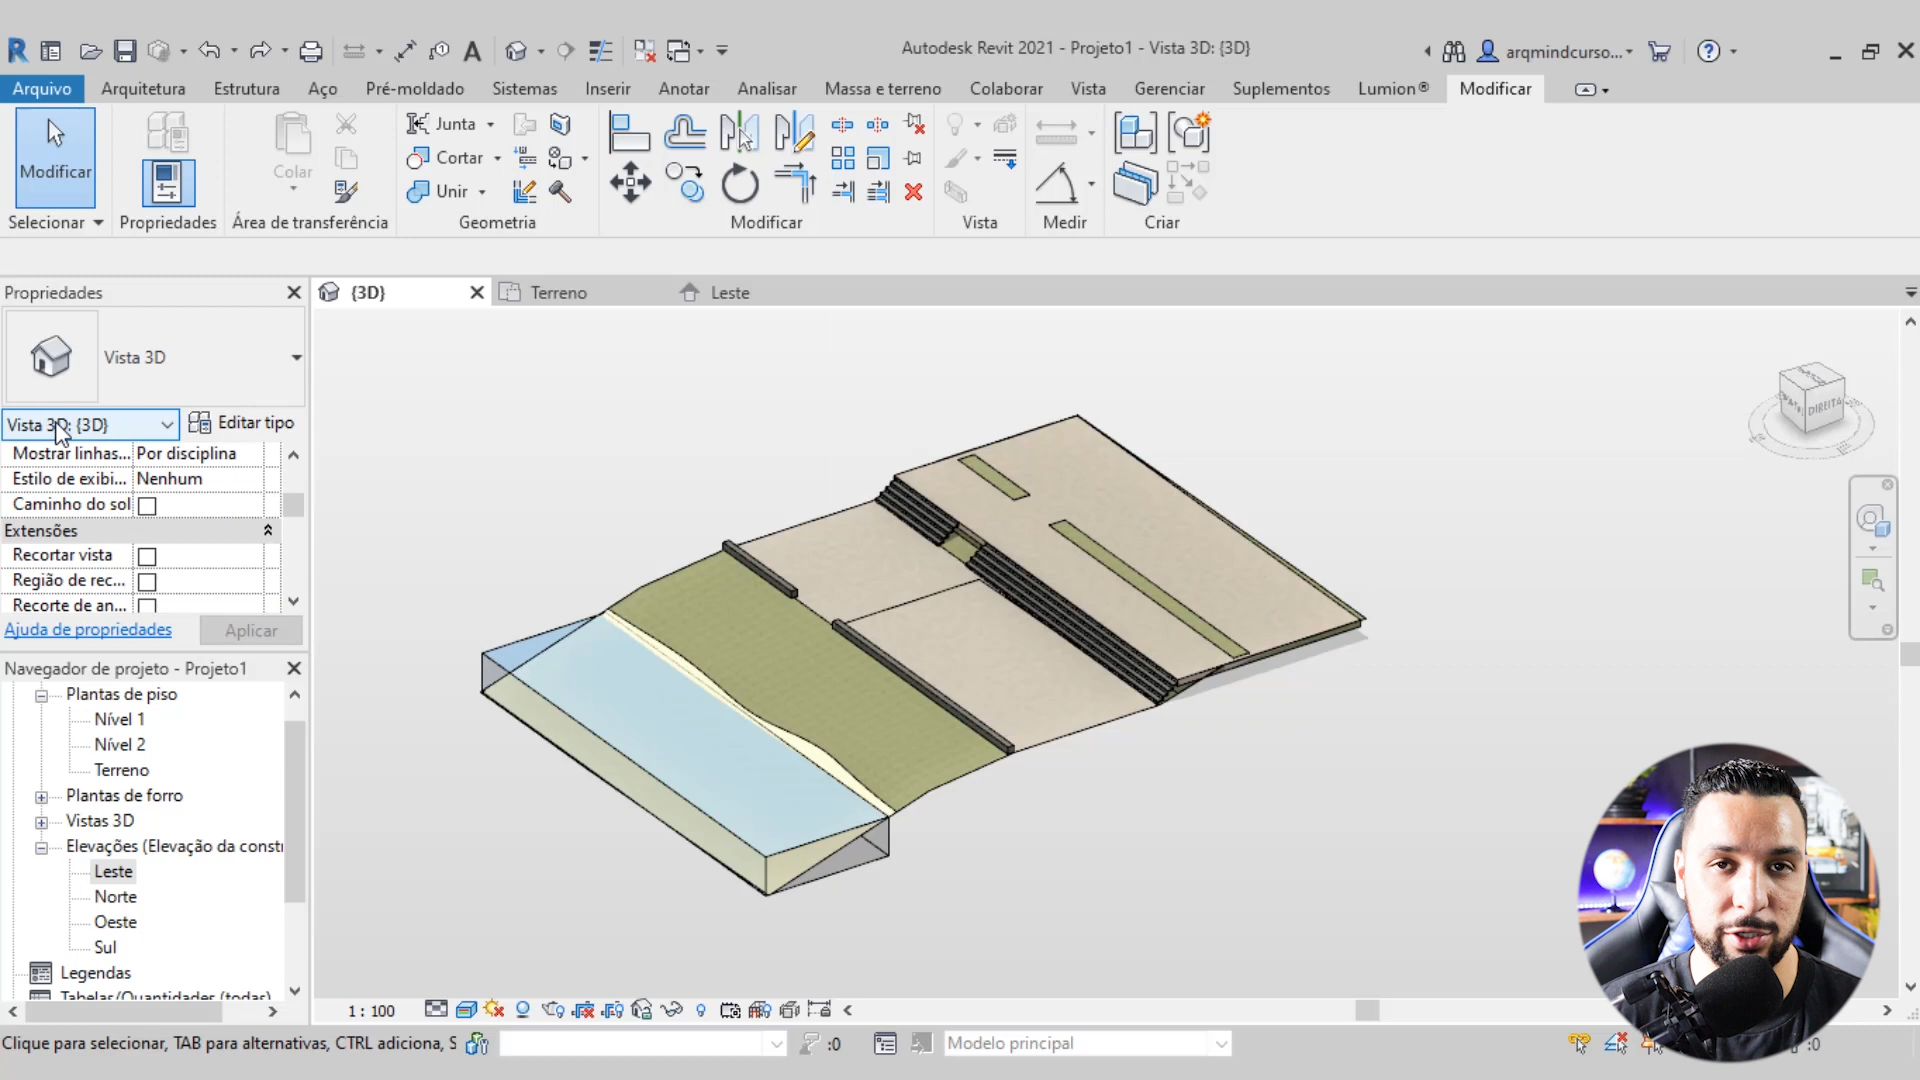 Autodesk Revit 2021 - Projeto1 - Vista 3D: {3D}
arqmindcurso...
Arquivo Arquitetura Estrutura Aço Pré-moldado Sistemas Inserir Anotar Analisar Massa e terreno Colaborar Vista Gerenciar Suplementos Lumion® Modificar
Modificar
Colar
Junta
Cortar
Unir
Selecionar Propriedades Área de transferência Geometria Modificar Vista Medir Criar
Propriedades
{3D} Terreno Leste
Vista 3D
Vista 3D: {3D} Editar tipo
Mostrar linhas... Por disciplina
Estilo de exibi... Nenhum
Caminho do sol
Extensões
Recortar vista
Região de rec...
Recorte de an...
Ajuda de propriedades Aplicar
DIREITA
Navegador de projeto - Projeto1
Plantas de piso
Nível 1
Nível 2
Terreno
Plantas de forro
Vistas 3D
Elevações (Elevação da constr
Leste
Norte
Oeste
Sul
Legendas
Tabelas/Quantidades (todas)
1 : 100
Clique para selecionar, TAB para alternativas, CTRL adiciona, S
:0
Modelo principal
:0